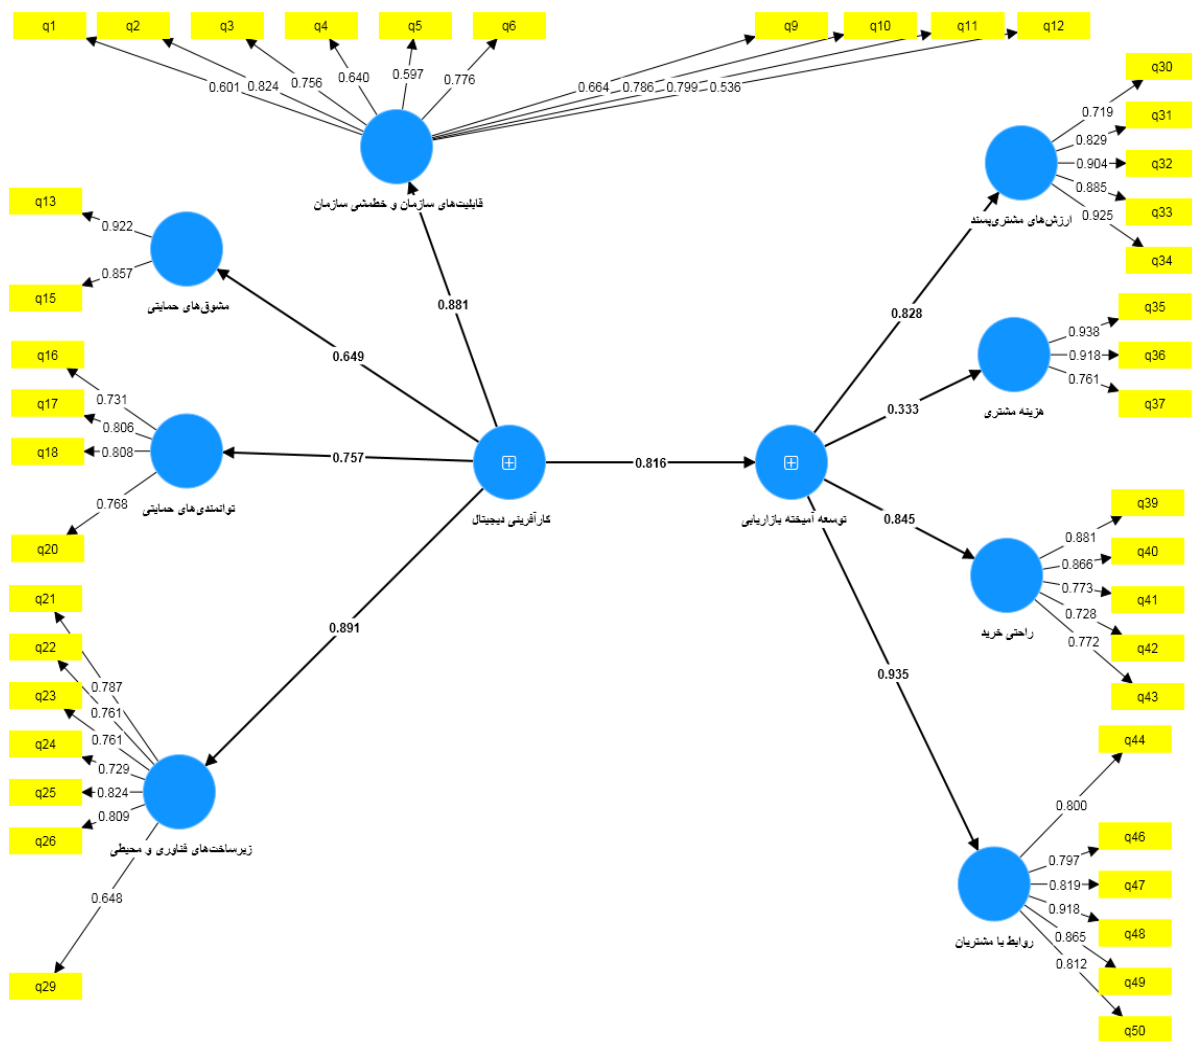 q1
q2
q3
q4
q5
q6
q9
q10
q11
q12
0.601
0.824
0.756
0.640
0.597
0.776
0.664
0.786
0.799
0.536
قابلیت‌های سازمان و خطمشی سازمان
q13
q15
0.922
0.857
مشوق‌های حمایتی
q16
q17
q18
q20
0.731
0.806
0.808
0.768
توانمندی‌های حمایتی
q21
q22
q23
q24
q25
q26
q29
0.787
0.761
0.761
0.729
0.824
0.809
0.648
زیرساخت‌های فناوری و محیطی
0.881
0.649
0.757
0.891
کارآفرینی دیجیتال
0.816
توسعه آمیخته بازاریابی
0.828
0.333
0.845
0.935
q30
q31
q32
q33
q34
0.719
0.829
0.904
0.885
0.925
ارزش‌های مشتری‌پسند
q35
q36
q37
0.938
0.918
0.761
هزینه مشتری
q39
q40
q41
q42
q43
0.881
0.866
0.773
0.728
0.772
راحتی خرید
q44
q46
q47
q48
q49
q50
0.800
0.797
0.819
0.918
0.865
0.812
روابط با مشتریان